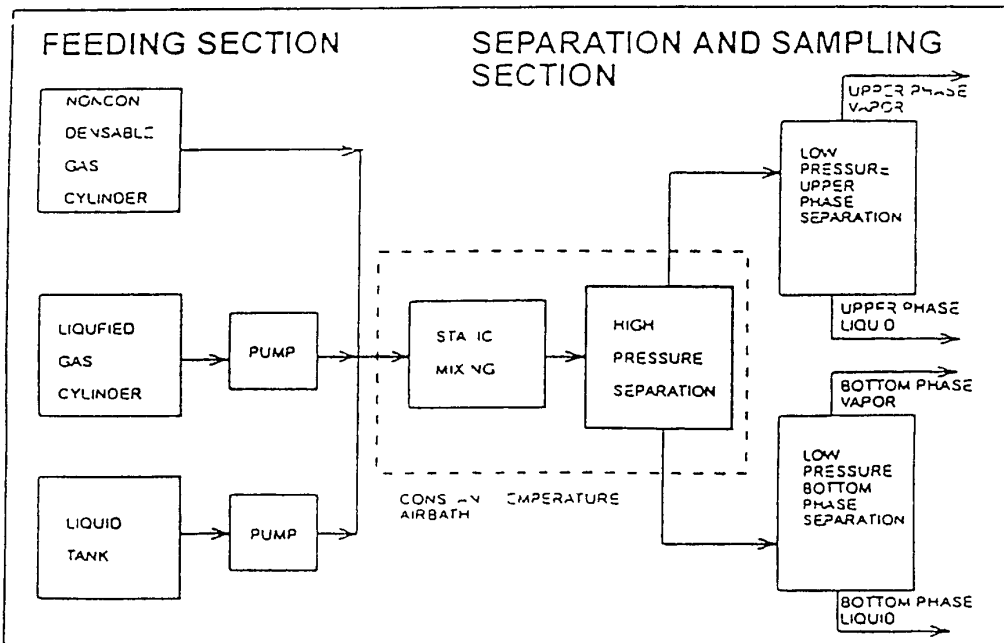 FEEDING SECTION
SEPARATION AND SAMPLING
SECTION
NONCON
DENSABLE
GAS
CYLINDER
LIQUFIED
GAS
CYLINDER
PUMP
LIQUID
TANK
PUMP
STATIC
MIXING
HIGH
PRESSURE
SEPARATION
CONSTANT TEMPERATURE
AIRBATH
UPPER PHASE
VAPOR
LOW
PRESSURE
UPPER
PHASE
SEPARATION
UPPER PHASE
LIQUID
BOTTOM PHASE
VAPOR
LOW
PRESSURE
BOTTOM
PHASE
SEPARATION
BOTTOM PHASE
LIQUID